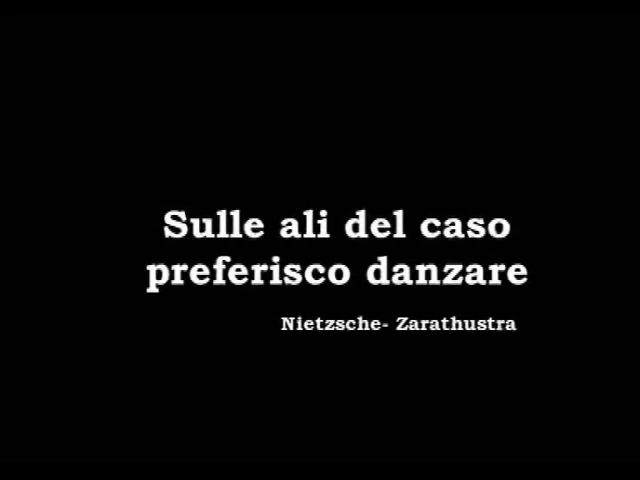 Sulle ali del caso
preferisco danzare
Nietzsche- Zarathustra